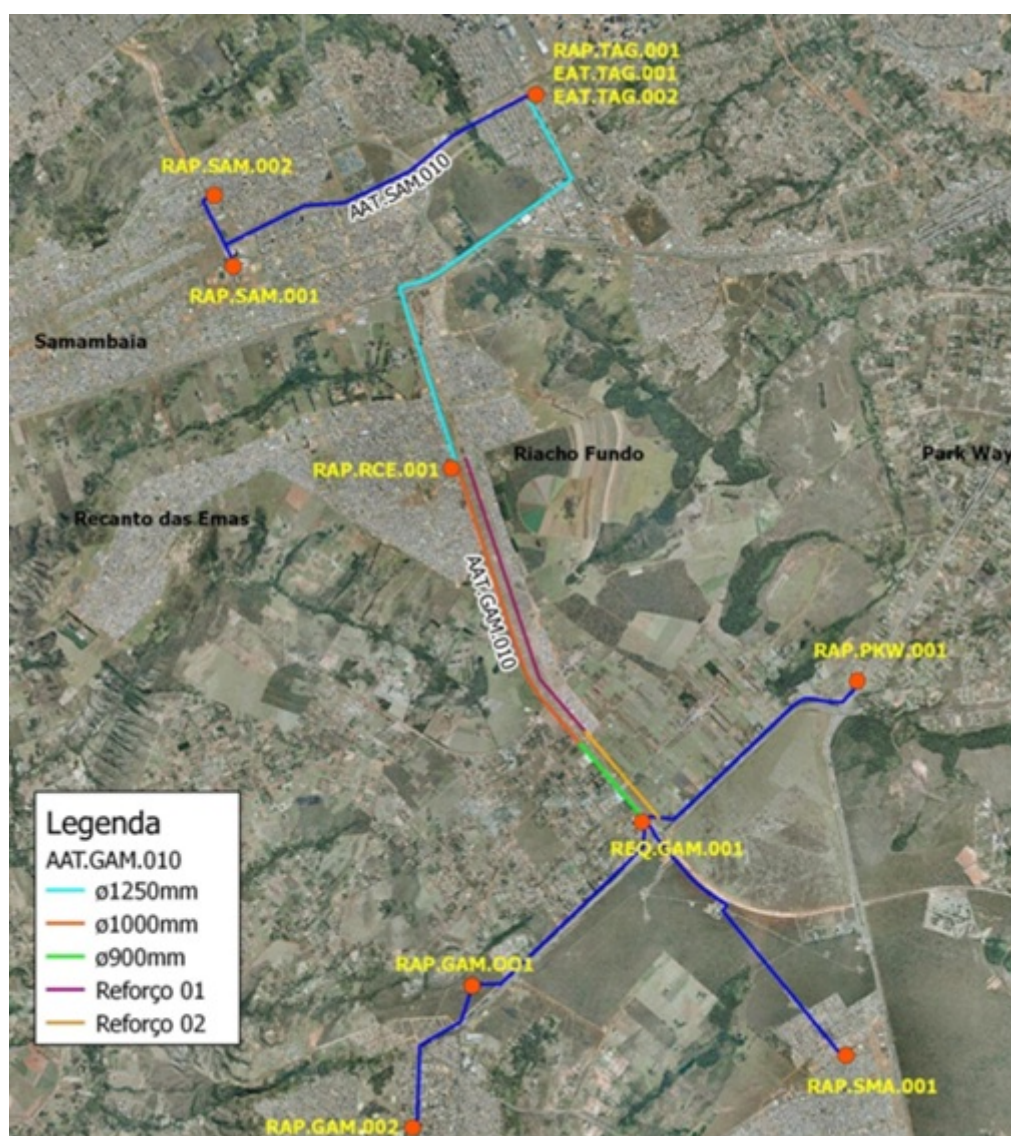 RAP.TAG.001
EAT.TAG.001
EAT.TAG.002
RAP.SAM.002
AAT.SAM.010
RAP.SAM.001
Samambaia
RAP.RCE.001
Riacho Fundo
Park Way
Recanto das Emas
AAT.GAM.010
RAP.PKW.001
REQ.GAM.001
Legenda
AAT.GAM.010
ø1250mm
ø1000mm
ø900mm
Reforço 01
Reforço 02
RAP.GAM.001
RAP.SMA.001
RAP.GAM.002